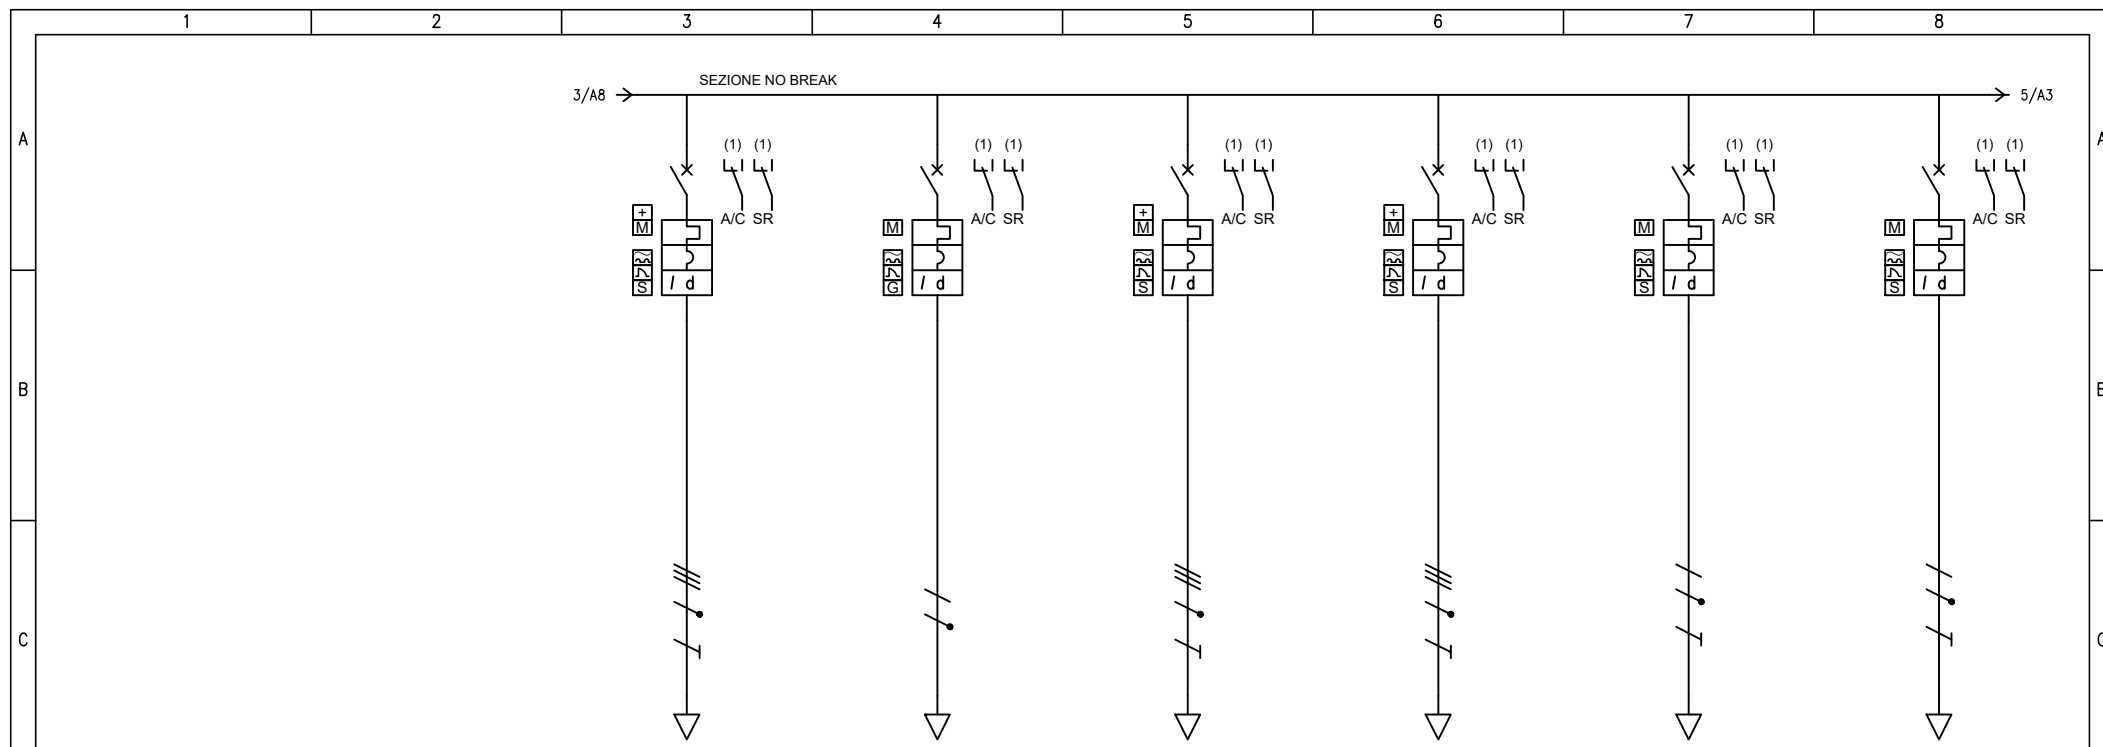 1 2 3 4 5 6 7 8
SEZIONE NO BREAK
3/A8 5/A3
A A
(1) (1) (1) (1) (1) (1) (1) (1) (1) (1) (1) (1)
+ + +
A/C SR A/C SR A/C SR A/C SR A/C SR A/C SR
M M M M M M
S I d G I d S I d S I d S I d S I d
B
C